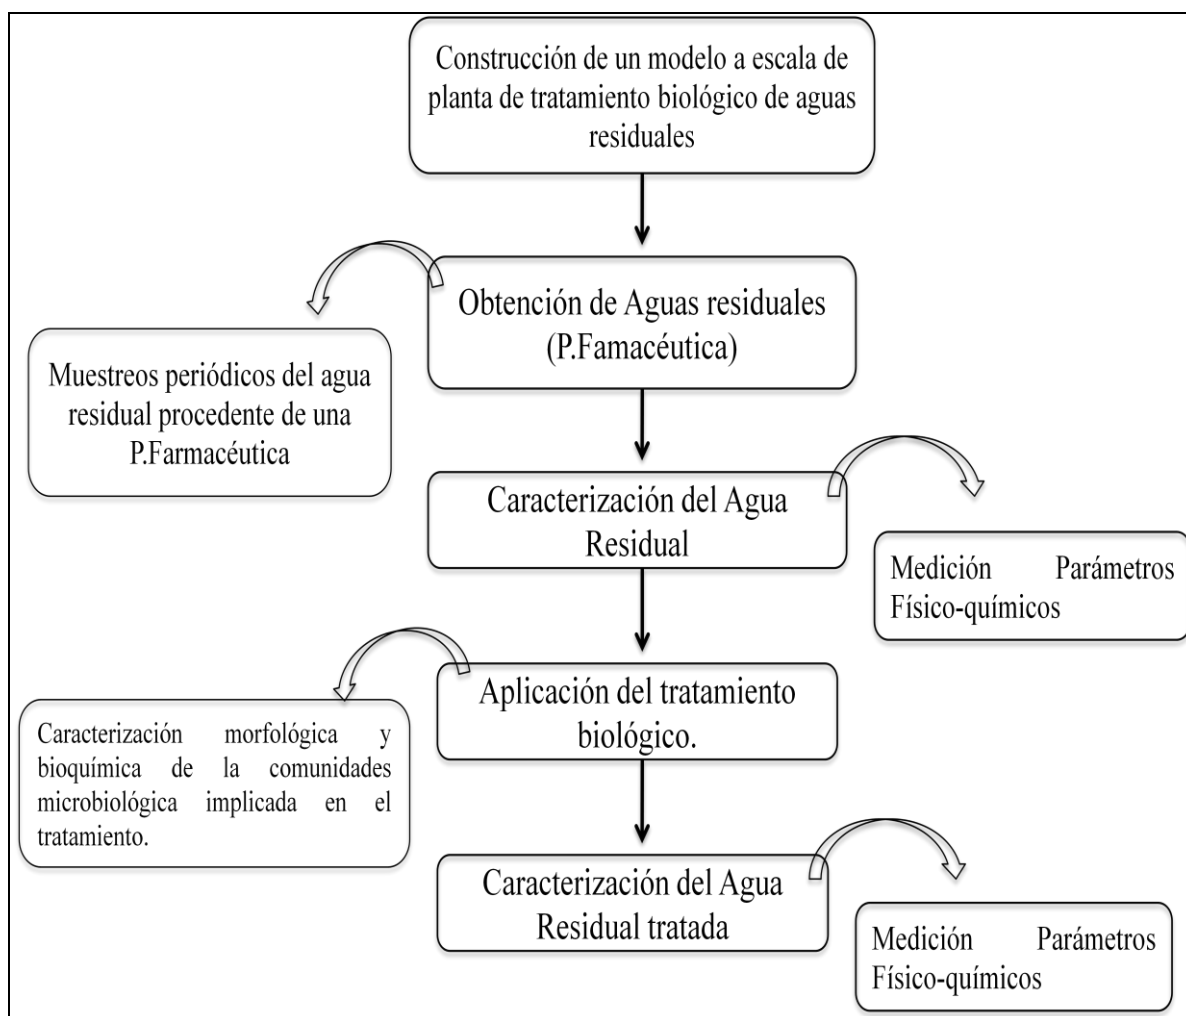 Construcción de un modelo a escala de
planta de tratamiento biológico de aguas
residuales
Obtención de Aguas residuales
(P.Famacéutica)
Muestreos periódicos del agua
residual procedente de una
P.Farmacéutica
Caracterización del Agua
Residual
Medición Parámetros
Físico-químicos
Aplicación del tratamiento
biológico.
Caracterización morfológica y
bioquímica de la comunidades
microbiológica implicada en el
tratamiento.
Caracterización del Agua
Residual tratada
Medición Parámetros
Físico-químicos